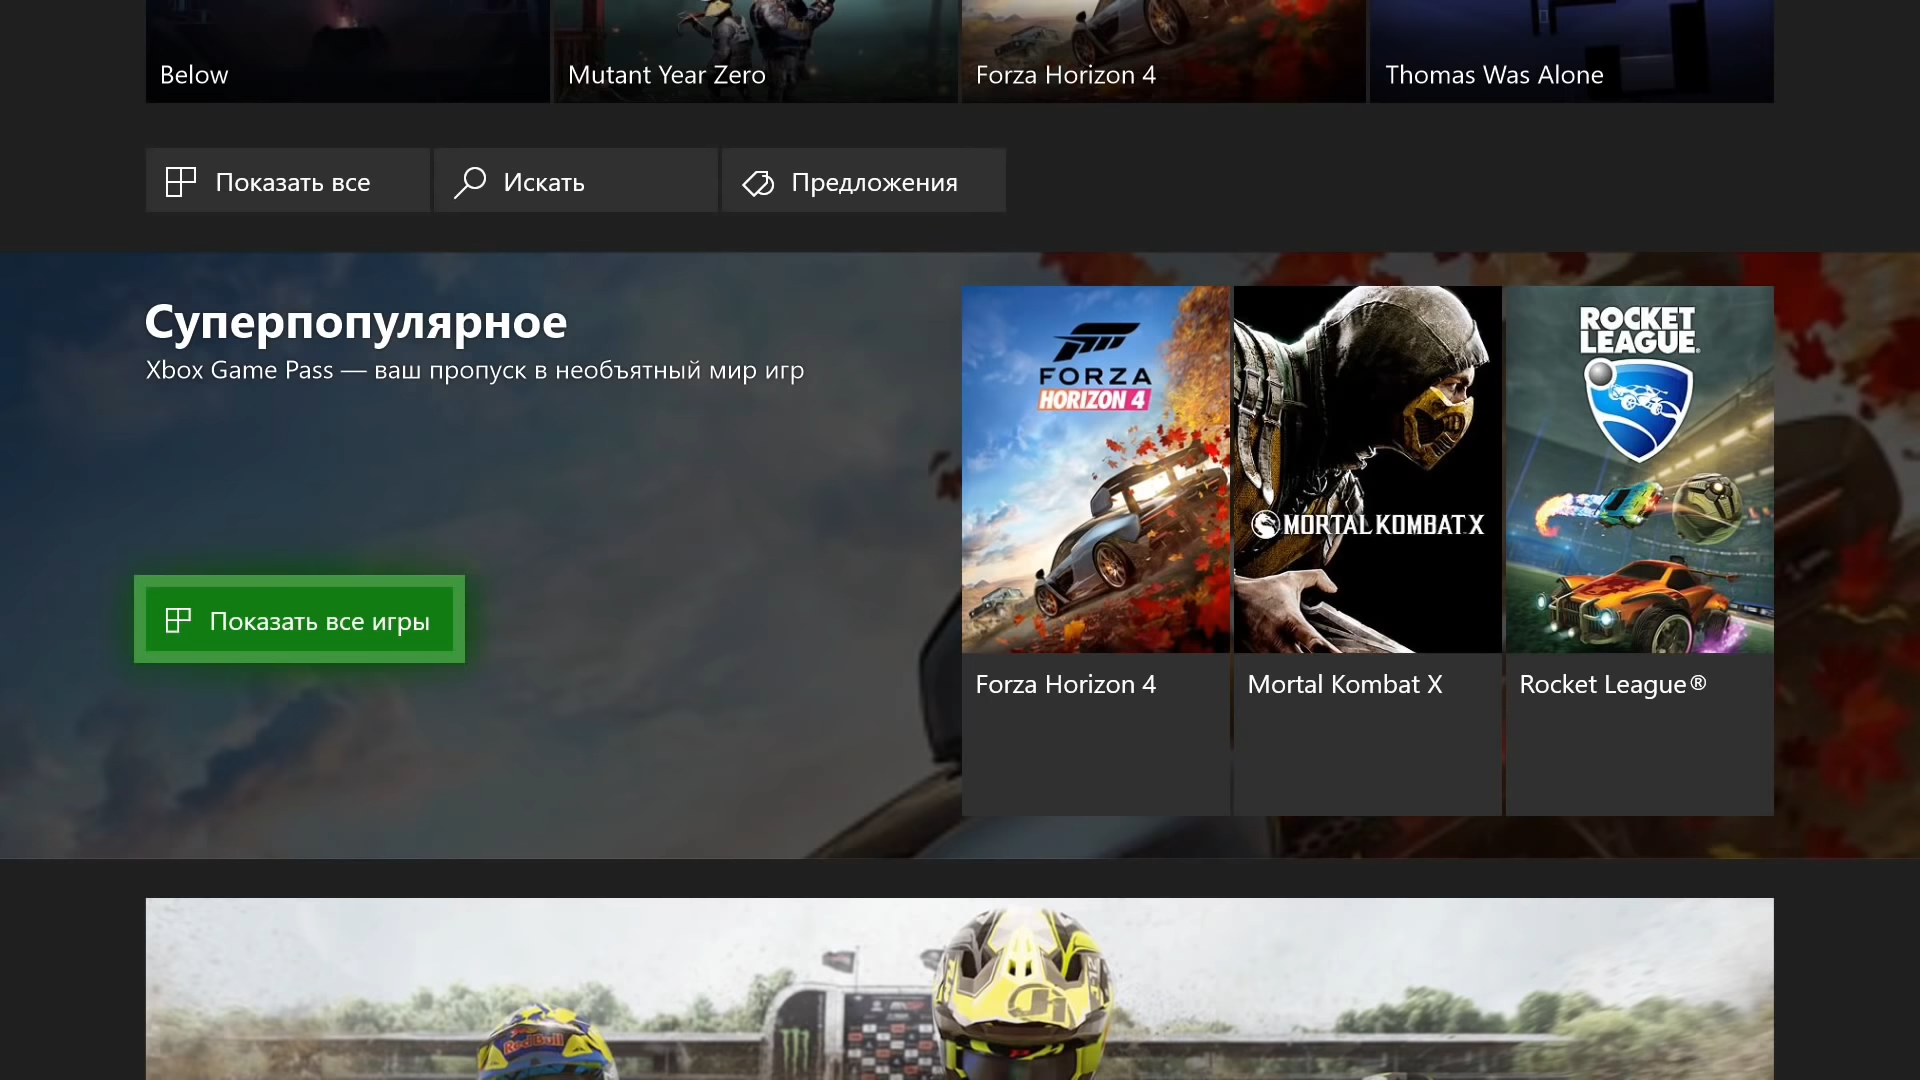 Below
Mutant Year Zero
Forza Horizon 4
Thomas Was Alone
Показать все
Искать
Предложения
Суперпопулярное
Xbox Game Pass — ваш пропуск в необъятный мир игр
Показать все игры
FORZA
HORIZON 4
MORTAL KOMBAT X
ROCKET
LEAGUE®
Forza Horizon 4
Mortal Kombat X
Rocket League®
Red Bull